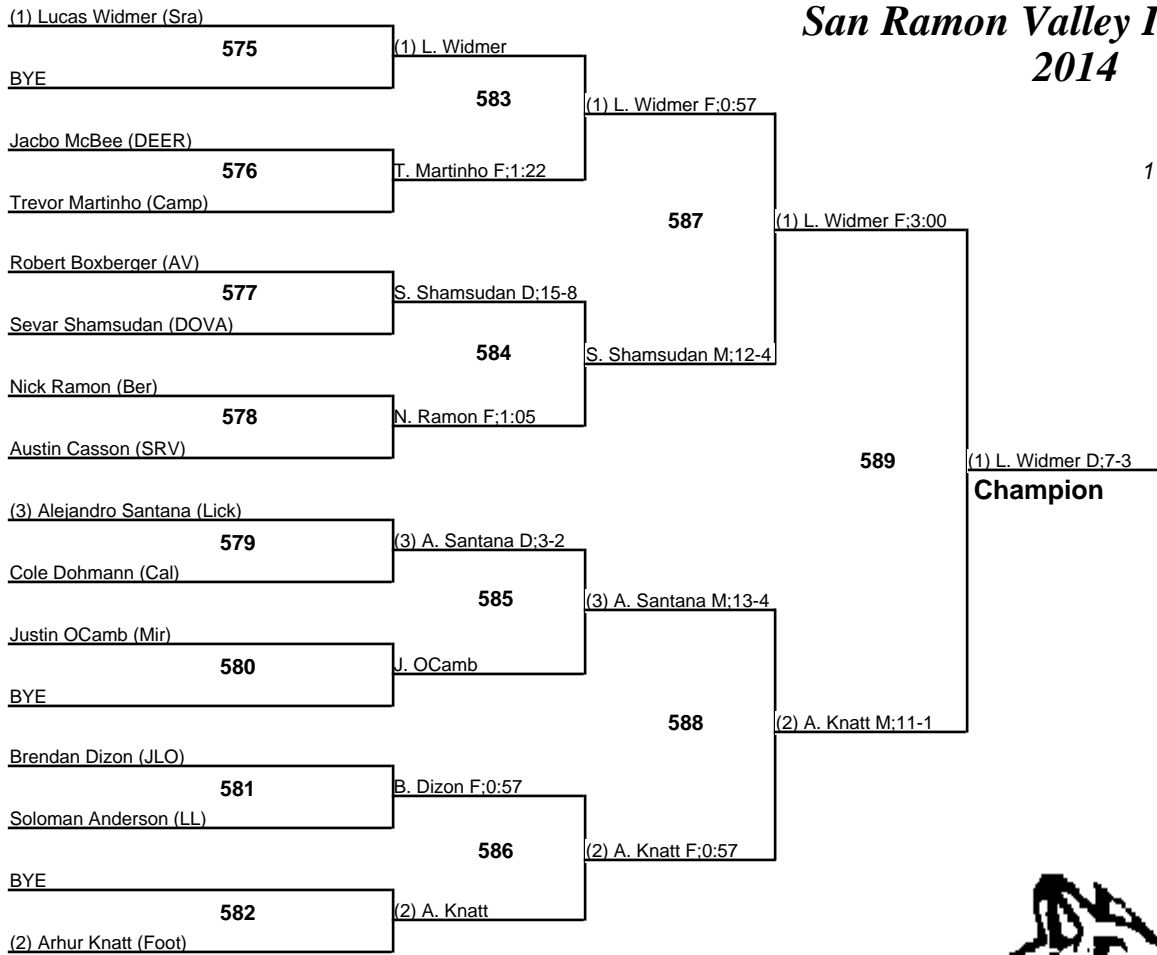 San Ramon Valley I
2014
1
(1) Lucas Widmer (Sra)
575
BYE
(1) L. Widmer
583
Jacbo McBee (DEER)
576
Trevor Martinho (Camp)
T. Martinho F;1:22
(1) L. Widmer F;0:57
587
Robert Boxberger (AV)
577
Sevar Shamsudan (DOVA)
S. Shamsudan D;15-8
584
Nick Ramon (Ber)
578
Austin Casson (SRV)
N. Ramon F;1:05
S. Shamsudan M;12-4
(1) L. Widmer F;3:00
589
(1) L. Widmer D;7-3
Champion
(3) Alejandro Santana (Lick)
579
Cole Dohmann (Cal)
(3) A. Santana D;3-2
585
Justin OCamb (Mir)
580
BYE
J. OCamb
(3) A. Santana M;13-4
588
(2) A. Knatt M;11-1
Brendan Dizon (JLO)
581
Soloman Anderson (LL)
B. Dizon F;0:57
586
(2) A. Knatt F;0:57
BYE
582
(2) Arhur Knatt (Foot)
(2) A. Knatt